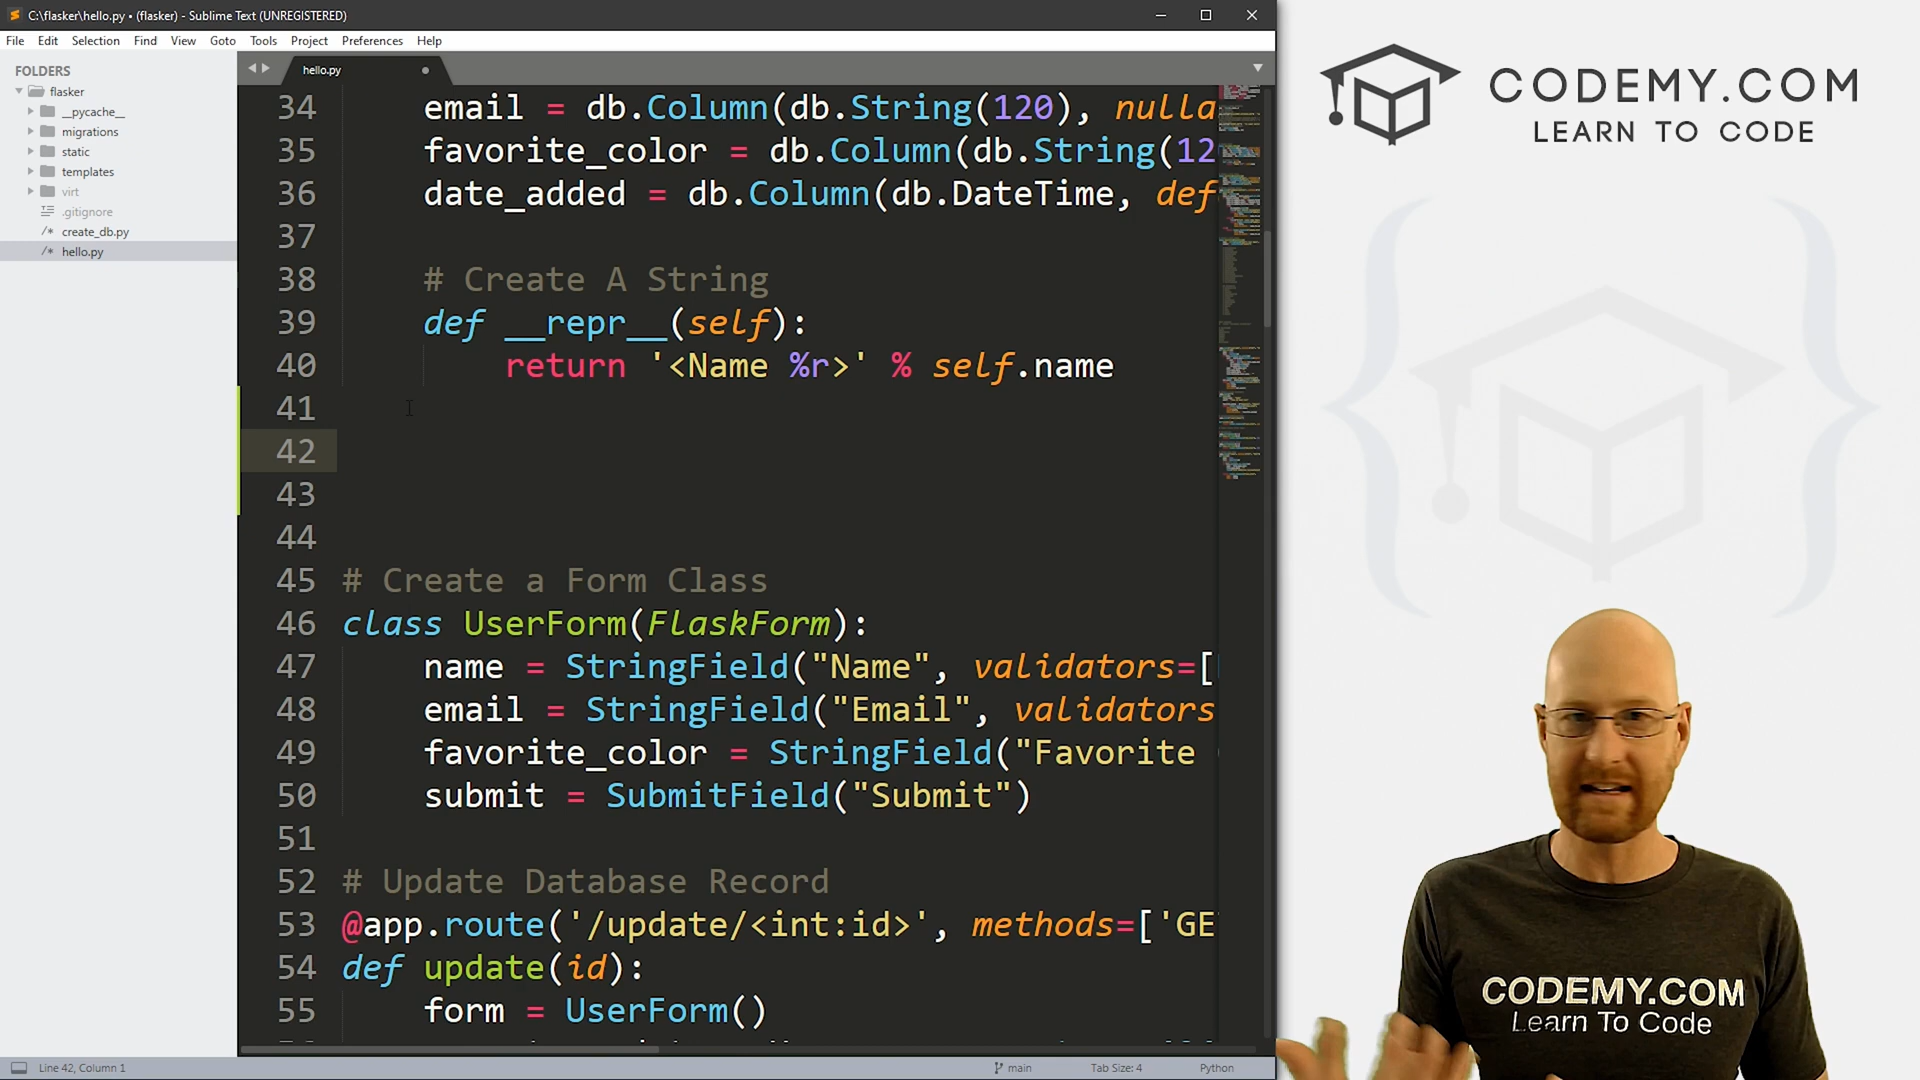 C:\flasker\hello.py • (flasker) - Sublime Text (UNREGISTERED)
File Edit Selection Find View Goto Tools Project Preferences Help
FOLDERS
flasker
__pycache__
migrations
static
templates
virt
.gitignore
create_db.py
hello.py
hello.py
34 email = db.Column(db.String(120), nulla
35 favorite_color = db.Column(db.String(12
36 date_added = db.Column(db.DateTime, def
37
38 # Create A String
39 def __repr__(self):
40 return '<Name %r>' % self.name
41
42
43
44
45 # Create a Form Class
46 class UserForm(FlaskForm):
47 name = StringField("Name", validators=[
48 email = StringField("Email", validators
49 favorite_color = StringField("Favorite
50 submit = SubmitField("Submit")
51
52 # Update Database Record
53 @app.route('/update/<int:id>', methods=['GE
54 def update(id):
55 form = UserForm()
Line 42, Column 1
main
Tab Size: 4
Python
CODEMY.COM
LEARN TO CODE
CODEMY.COM
Learn To Code